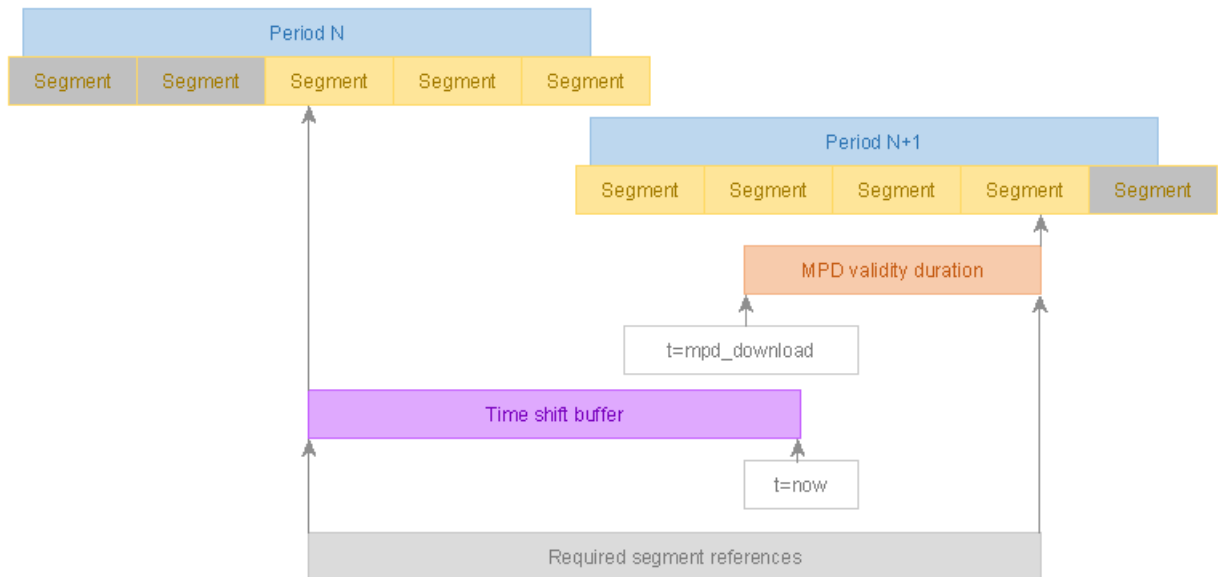 Period N
Segment Segment Segment Segment Segment
Period N+1
Segment Segment Segment Segment Segment
MPD validity duration
t=mpd_download
Time shift buffer
t=now
Required segment references